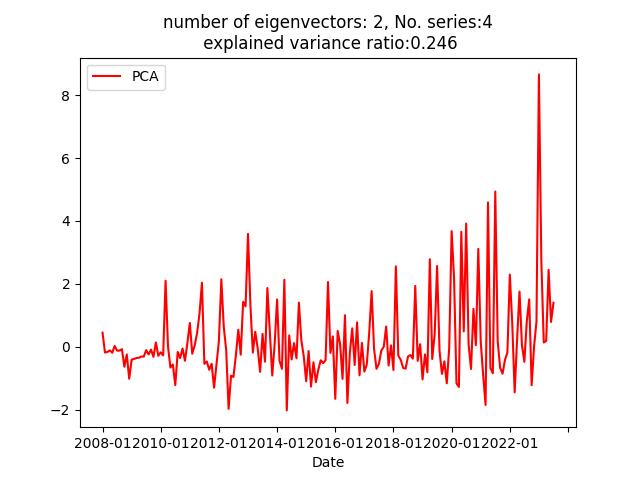 number of eigenvectors: 2, No. series:4
explained variance ratio:0.246
PCA
8
6
4
2
0
−2
2008-012010-012012-012014-012016-012018-012020-012022-01
Date